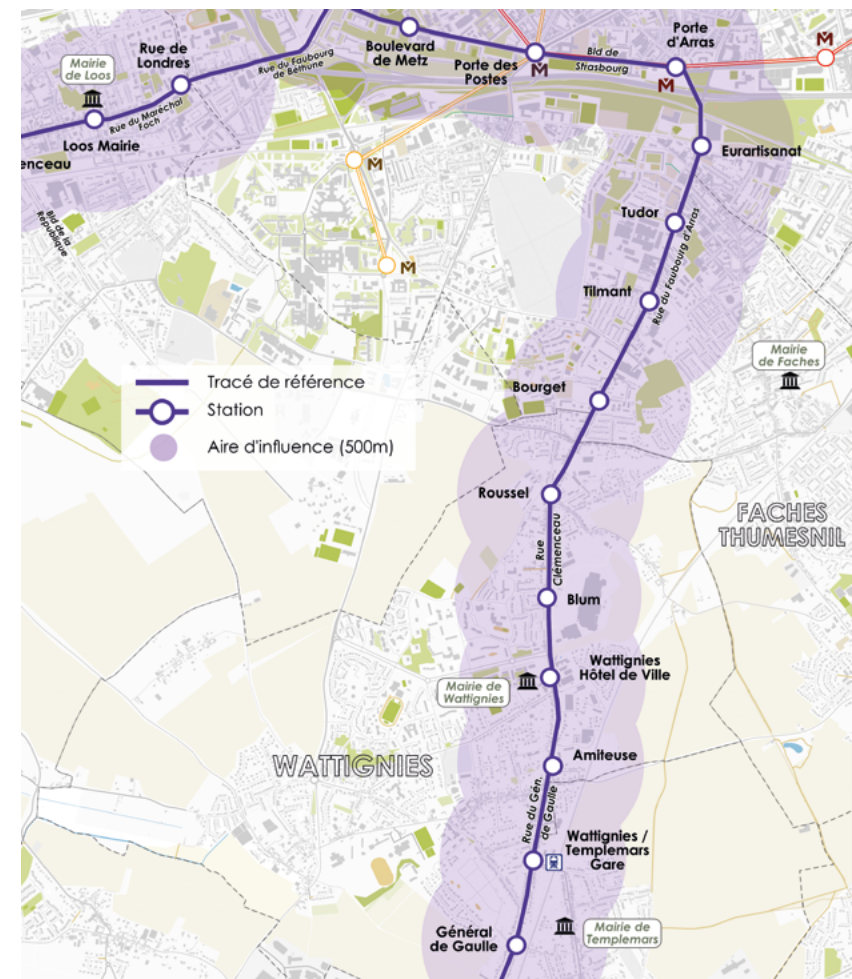 Porte
d'Arras
Rue de
Londres
Boulevard
de Metz
Bld de
Strasbourg
M
Mairie
de Loos
Rue du Faubourg
de Béthune
Porte des
Postes
M
M
Rue du Maréchal
Foch
Loos Mairie
enceau
Eurartisanat
M
Bld de la
République
Tudor
Rue du Faubourg d'Arras
M
Tilmant
Mairie
de Faches
Tracé de référence
Station
Aire d'influence (500m)
Bourget
Roussel
FACHES
THUMESNIL
Rue
Clémenceau
Blum
Wattignies
Hôtel de Ville
Mairie de
Wattignies
WATTIGNIES
Amiteuse
Rue du Gén.
de Gaulle
Wattignies /
Templemars
Gare
Général
de Gaulle
Mairie de
Templemars